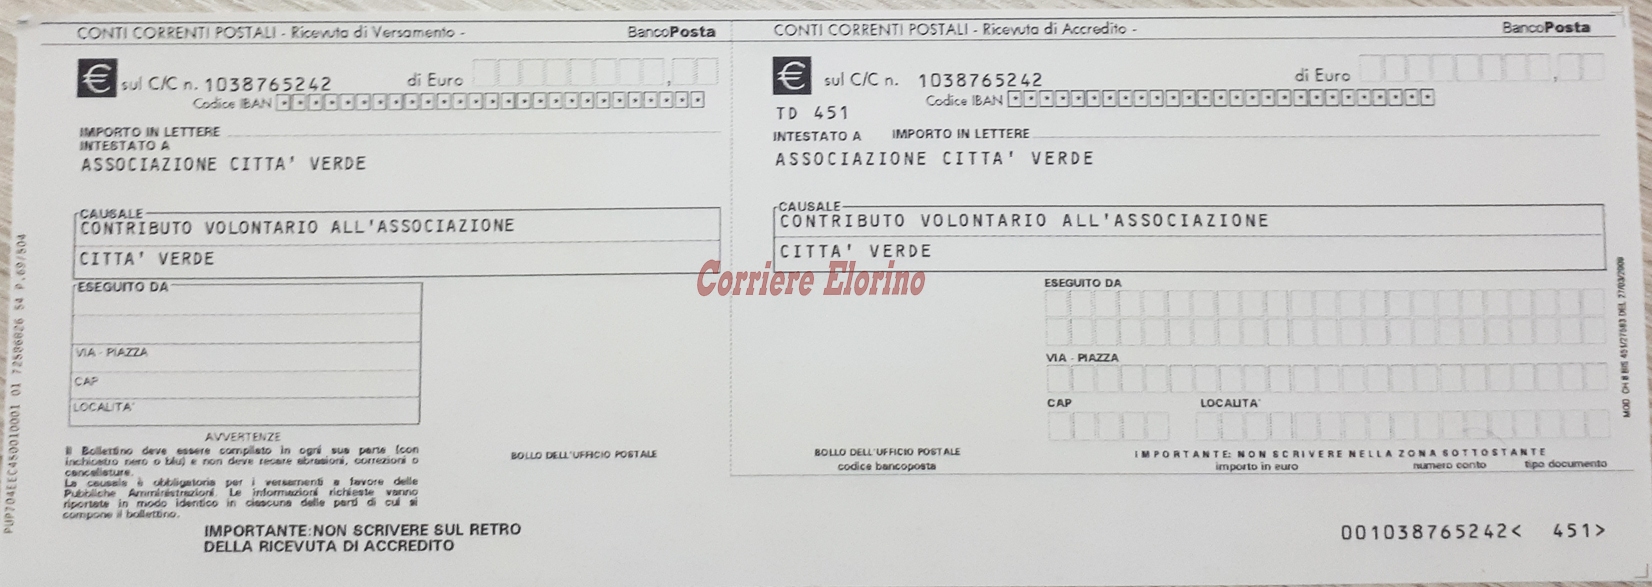 CONTI CORRENTI POSTALI - Ricevuta di Versamento - BancoPosta
€ sul C/C n. 1038765242 di Euro ,
Codice IBAN
IMPORTO IN LETTERE
INTESTATO A
ASSOCIAZIONE CITTA' VERDE
CAUSALE
CONTRIBUTO VOLONTARIO ALL'ASSOCIAZIONE
CITTA' VERDE
ESEGUITO DA
VIA - PIAZZA
CAP
LOCALITA'
AVVERTENZE
Il Bollettino deve essere compilato in ogni sua parte (con
inchiostro nero o blu) e non deve recare abrasioni, correzioni o
cancellature.
La causale è obbligatoria per i versamenti a favore delle
Pubbliche Amministrazioni. Le informazioni richieste vanno
riportate in modo identico in ciascuna delle parti di cui si
compone il bollettino.
BOLLO DELL'UFFICIO POSTALE
IMPORTANTE: NON SCRIVERE SUL RETRO
DELLA RICEVUTA DI ACCREDITO
CONTI CORRENTI POSTALI - Ricevuta di Accredito - BancoPosta
€ sul C/C n. 1038765242 di Euro ,
TD 451 Codice IBAN
INTESTATO A IMPORTO IN LETTERE
ASSOCIAZIONE CITTA' VERDE
CAUSALE
CONTRIBUTO VOLONTARIO ALL'ASSOCIAZIONE
CITTA' VERDE
Corriere Elorino
ESEGUITO DA
VIA - PIAZZA
CAP LOCALITA'
BOLLO DELL'UFFICIO POSTALE
codice bancoposta
IMPORTANTE: NON SCRIVERE NELLA ZONA SOTTOSTANTE
importo in euro numero conto tipo documento
001038765242< 451>